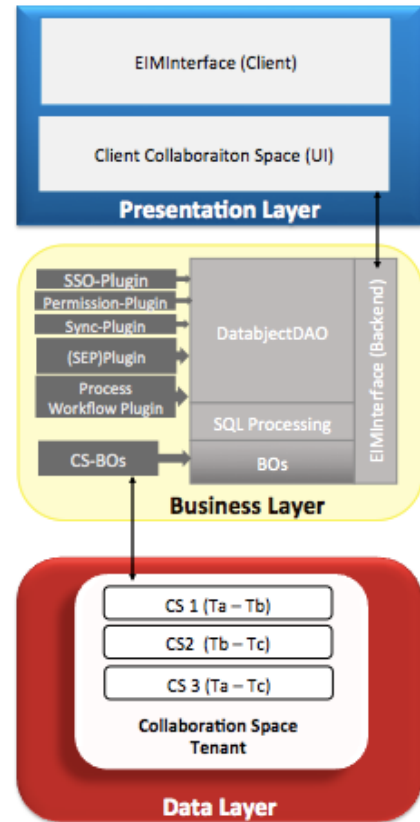 EIMInterface (Client)
Client Collaboraiton Space (UI)
Presentation Layer
SSO-Plugin
Permission-Plugin
Sync-Plugin
(SEP)Plugin
Process
Workflow Plugin
CS-BOs
DatabjectDAO
SQL Processing
BOs
EIMInterface (Backend)
Business Layer
CS 1 (Ta – Tb)
CS2 (Tb – Tc)
CS 3 (Ta – Tc)
Collaboration Space
Tenant
Data Layer